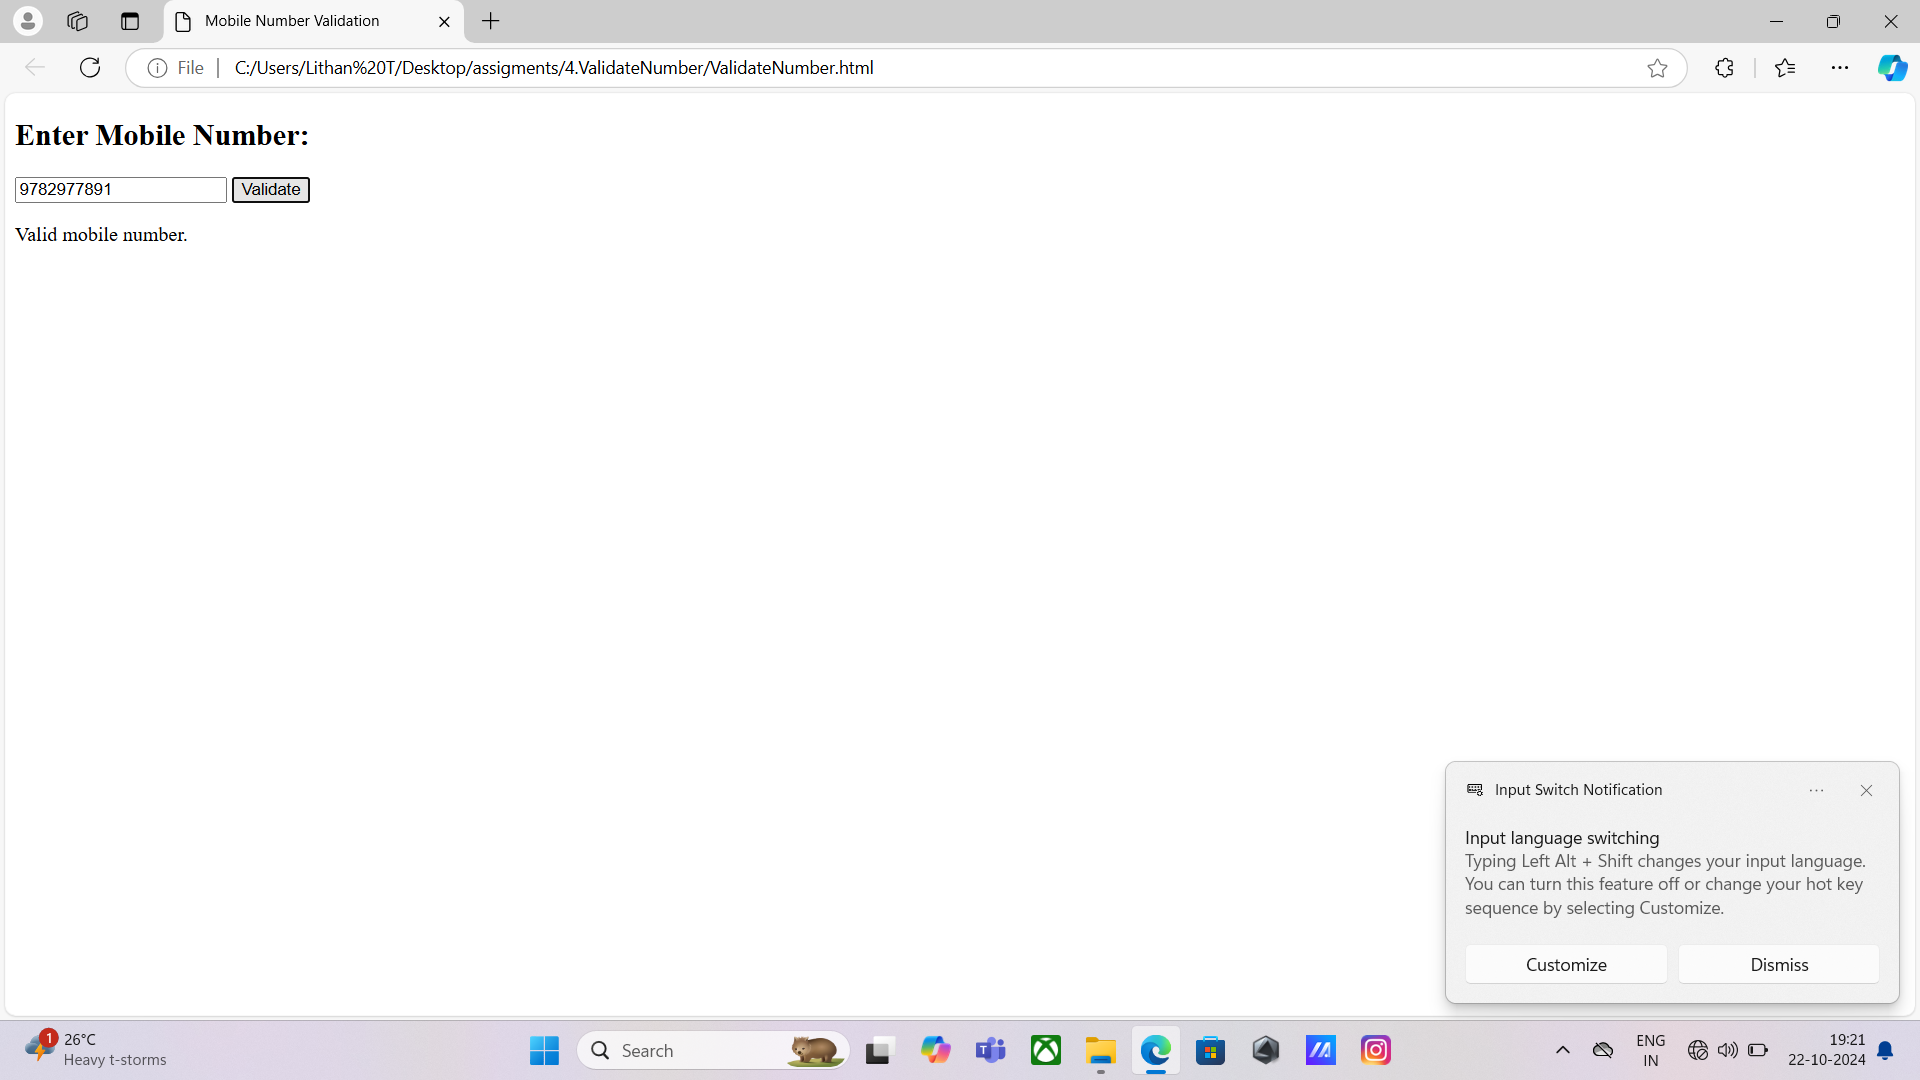 Mobile Number Validation
File
C:/Users/Lithan%20T/Desktop/assigments/4.ValidateNumber/ValidateNumber.html
Enter Mobile Number:
9782977891 Validate
Valid mobile number.
Input Switch Notification
Input language switching
Typing Left Alt + Shift changes your input language.
You can turn this feature off or change your hot key
sequence by selecting Customize.
Customize Dismiss
1
26°C
Heavy t-storms
Search
ENG
IN
19:21
22-10-2024